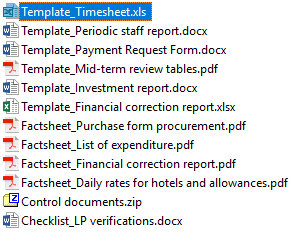 Template_Timesheet.xls
Template_Periodic staff report.docx
Template_Payment Request Form.docx
Template_Mid-term review tables.pdf
Template_Investment report.docx
Template_Financial correction report.xlsx
Factsheet_Purchase form procurement.pdf
Factsheet_List of expenditure.pdf
Factsheet_Financial correction report.pdf
Factsheet_Daily rates for hotels and allowances.pdf
Control documents.zip
Checklist_LP verifications.docx